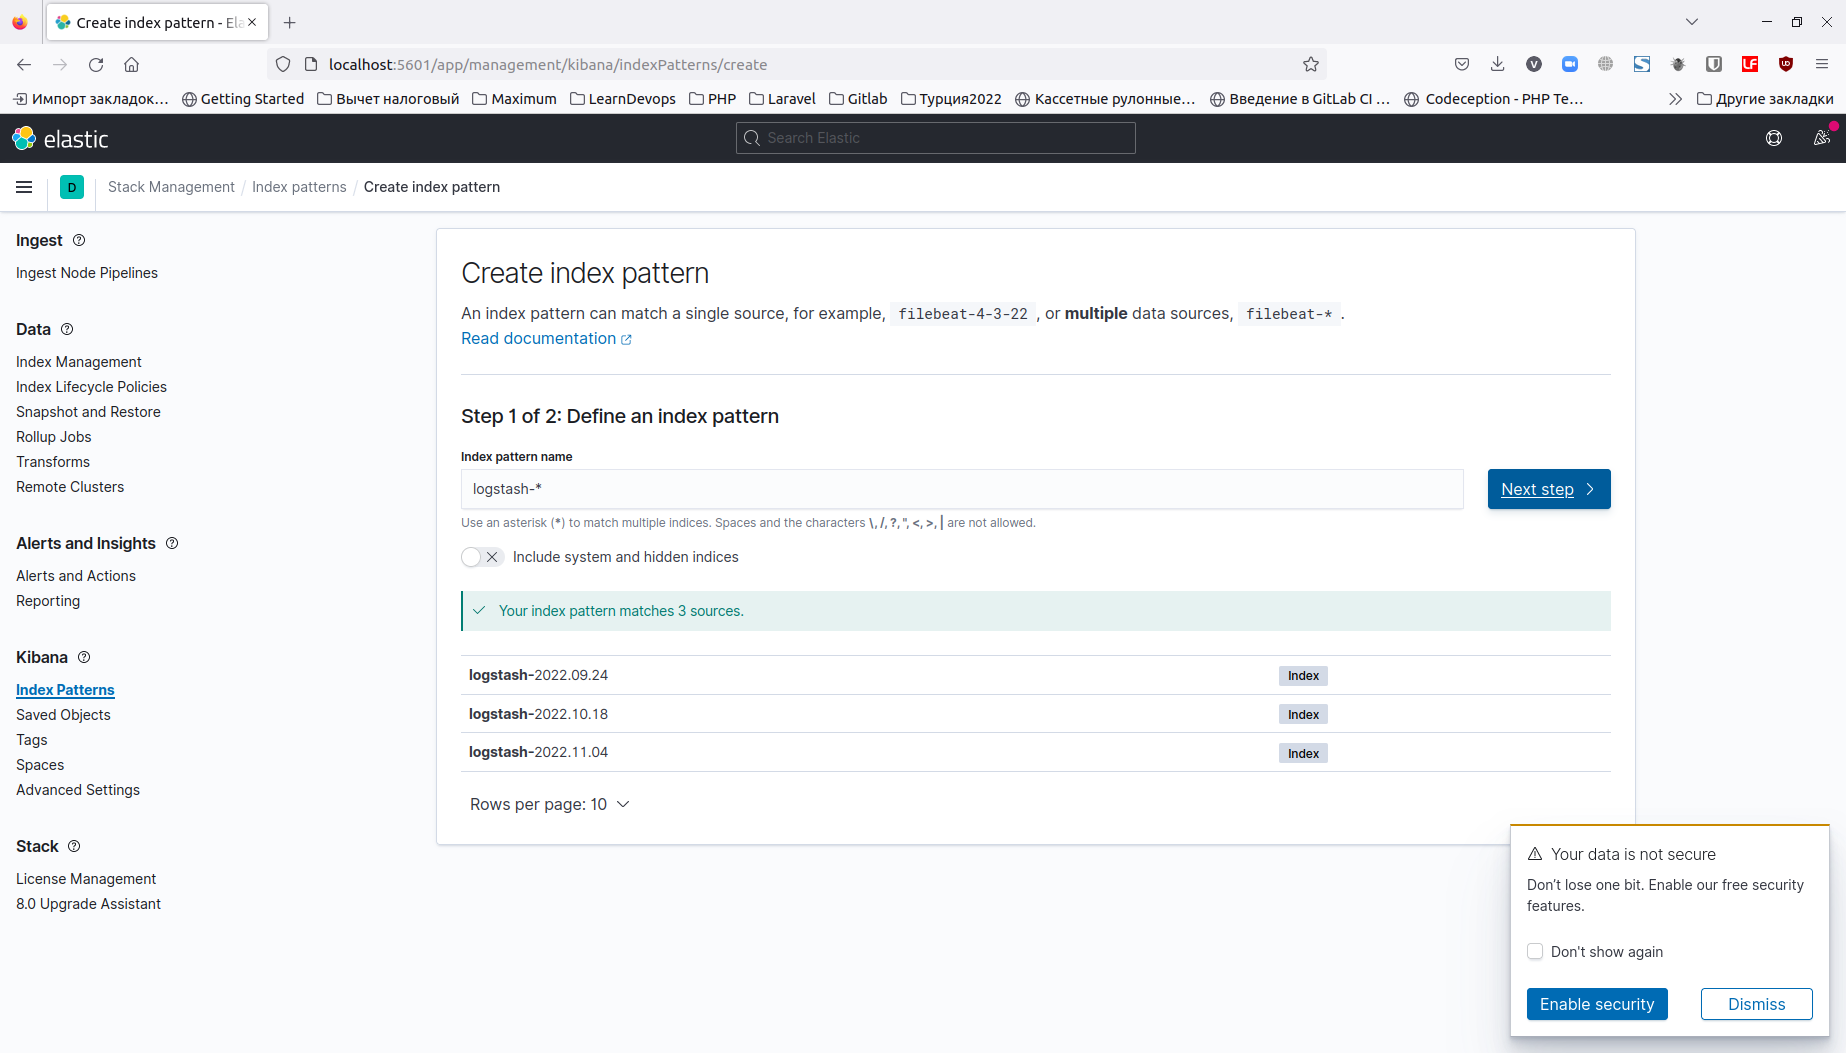 Create index pattern - Ela
localhost:5601/app/management/kibana/indexPatterns/create
V
S
LF
UD
Импорт закладок… Getting Started Вычет налоговый Maximum LearnDevops PHP Laravel Gitlab Турция2022 Кассетные рулонные… Введение в GitLab CI … Codeception - PHP Te… Другие закладки
elastic
Search Elastic
D Stack Management / Index patterns / Create index pattern
Ingest
Ingest Node Pipelines
Data
Index Management
Index Lifecycle Policies
Snapshot and Restore
Rollup Jobs
Transforms
Remote Clusters
Alerts and Insights
Alerts and Actions
Reporting
Kibana
Index Patterns
Saved Objects
Tags
Spaces
Advanced Settings
Stack
License Management
8.0 Upgrade Assistant
Create index pattern
An index pattern can match a single source, for example, filebeat-4-3-22 , or multiple data sources, filebeat-* .
Read documentation
Step 1 of 2: Define an index pattern
Index pattern name
logstash-*
Next step
Use an asterisk (*) to match multiple indices. Spaces and the characters \, /, ?, ", <, >, | are not allowed.
Include system and hidden indices
Your index pattern matches 3 sources.
logstash-2022.09.24 Index
logstash-2022.10.18 Index
logstash-2022.11.04 Index
Rows per page: 10
Your data is not secure
Don’t lose one bit. Enable our free security
features.
Don't show again
Enable security
Dismiss